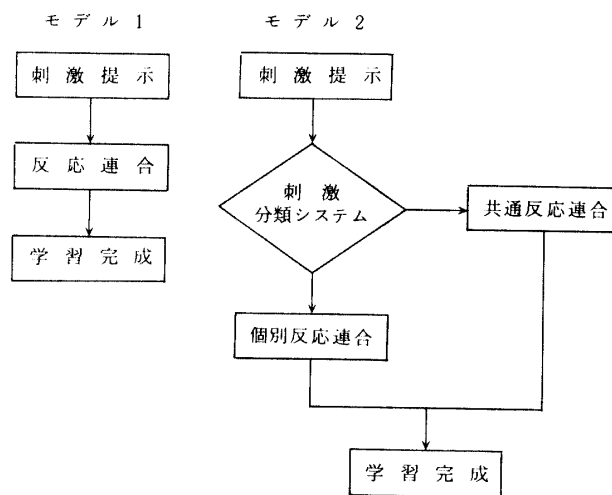 モデル1
刺激提示
反応連合
学習完成
モデル2
刺激提示
刺激
分類システム
共通反応連合
個別反応連合
学習完成